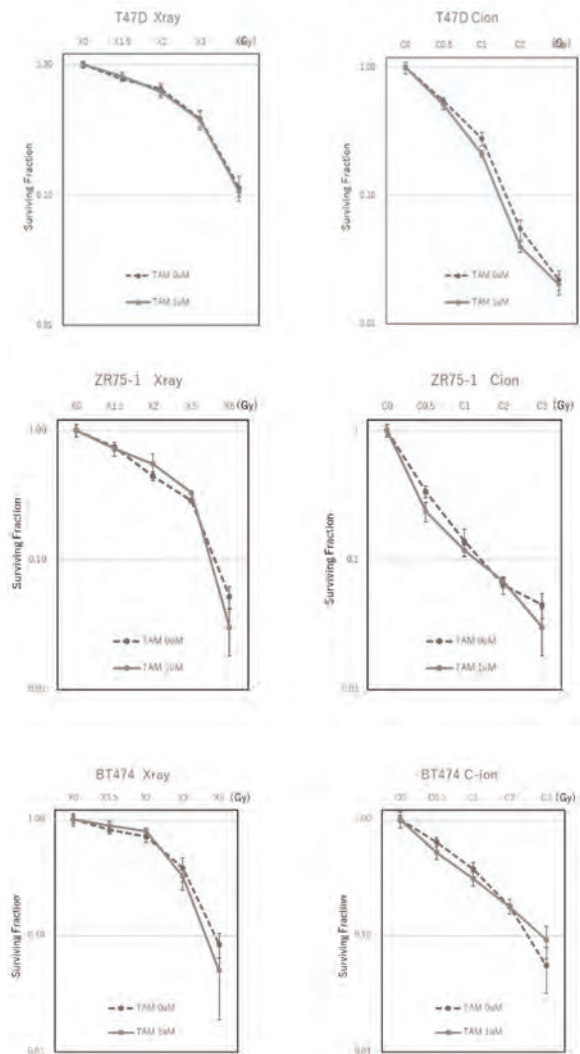 T47D Xray
X0 X1.5 X2 X3 (Gy)
1.00
0.10
0.01
Surviving Fraction
TAM 0uM
TAM 1uM
T47D Cion
C0 C0.5 C1 C2 (Gy)
1.00
0.10
0.01
Surviving Fraction
TAM 0uM
TAM 1uM
ZR75-1 Xray
X0 X1.5 X2 X3 X6 (Gy)
1.00
0.10
0.01
Surviving Fraction
TAM 0uM
TAM 1uM
ZR75-1 Cion
C0 C0.5 C1 C2 C3 (Gy)
1
0.1
0.01
Surviving Fraction
TAM 0uM
TAM 1uM
BT474 Xray
X0 X1.5 X2 X3 X6 (Gy)
1.00
0.10
0.01
Surviving Fraction
TAM 0uM
TAM 1uM
BT474 C-ion
C0 C0.5 C1 C2 C3 (Gy)
1.00
0.10
0.01
Surviving Fraction
TAM 0uM
TAM 1uM